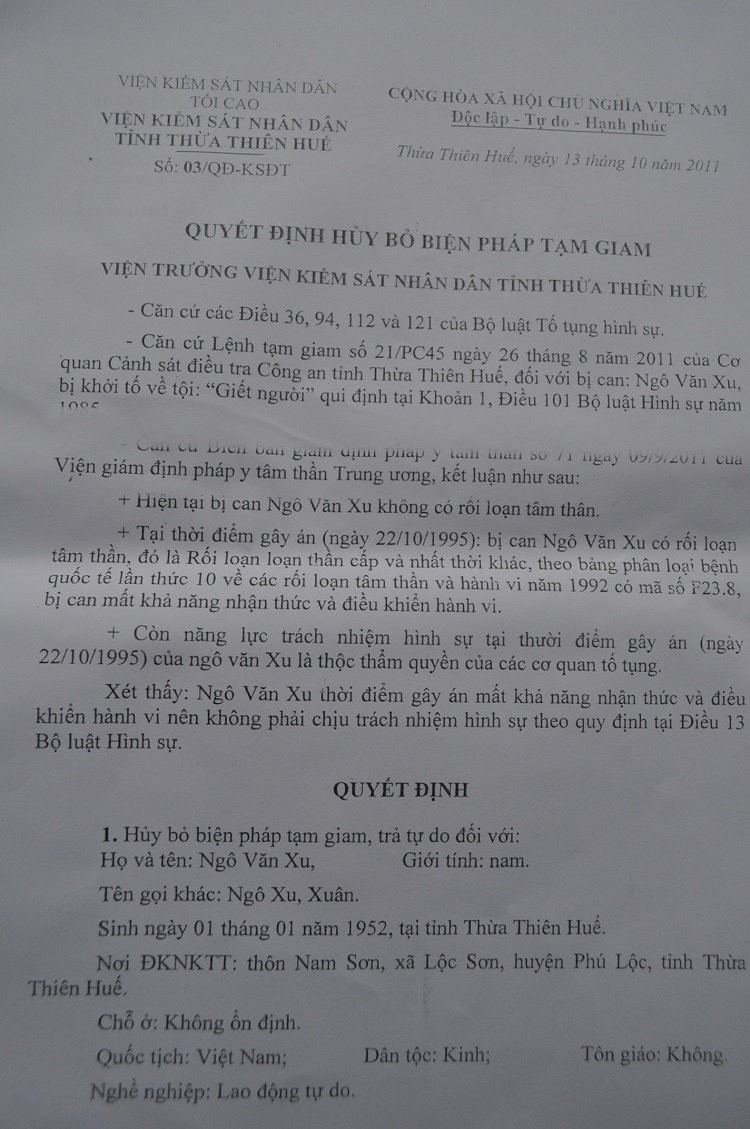 VIỆN KIỂM SÁT NHÂN DÂN
TỐI CAO
VIỆN KIỂM SÁT NHÂN DÂN
TỈNH THỪA THIÊN HUẾ
Số: 03/QĐ-KSĐT
CỘNG HÒA XÃ HỘI CHỦ NGHĨA VIỆT NAM
Độc lập - Tự do - Hạnh phúc
Thừa Thiên Huế, ngày 13 tháng 10 năm 2011
QUYẾT ĐỊNH HỦY BỎ BIỆN PHÁP TẠM GIAM
VIỆN TRƯỞNG VIỆN KIỂM SÁT NHÂN DÂN TỈNH THỪA THIÊN HUẾ
- Căn cứ các Điều 36, 94, 112 và 121 của Bộ luật Tố tụng hình sự.
- Căn cứ Lệnh tạm giam số 21/PC45 ngày 26 tháng 8 năm 2011 của Cơ
quan Cảnh sát điều tra Công an tỉnh Thừa Thiên Huế, đối với bị can: Ngô Văn Xu,
bị khởi tố về tội: “Giết người” qui định tại Khoản 1, Điều 101 Bộ luật Hình sự năm
1985
- Căn cứ Biên bản giám định pháp y tâm thần số 71 ngày 09/9/2011 của
Viện giám định pháp y tâm thần Trung ương, kết luận như sau:
+ Hiện tại bị can Ngô Văn Xu không có rối loạn tâm thần.
+ Tại thời điểm gây án (ngày 22/10/1995): bị can Ngô Văn Xu có rối loạn
tâm thần, đó là Rối loạn loạn thần cấp và nhất thời khác, theo bảng phân loại bệnh
quốc tế lần thức 10 về các rối loạn tâm thần và hành vi năm 1992 có mã số F23.8,
bị can mất khả năng nhận thức và điều khiển hành vi.
+ Còn năng lực trách nhiệm hình sự tại thười điểm gây án (ngày
22/10/1995) của ngô văn Xu là thộc thẩm quyền của các cơ quan tố tụng.
Xét thấy: Ngô Văn Xu thời điểm gây án mất khả năng nhận thức và điều
khiển hành vi nên không phải chịu trách nhiệm hình sự theo quy định tại Điều 13
Bộ luật Hình sự.
QUYẾT ĐỊNH
1. Hủy bỏ biện pháp tạm giam, trả tự do đối với:
Họ và tên: Ngô Văn Xu, Giới tính: nam.
Tên gọi khác: Ngô Xu, Xuân.
Sinh ngày 01 tháng 01 năm 1952, tại tỉnh Thừa Thiên Huế.
Nơi ĐKNKTT: thôn Nam Sơn, xã Lộc Sơn, huyện Phú Lộc, tỉnh Thừa
Thiên Huế.
Chỗ ở: Không ổn định.
Quốc tịch: Việt Nam; Dân tộc: Kinh; Tôn giáo: Không.
Nghề nghiệp: Lao động tự do.